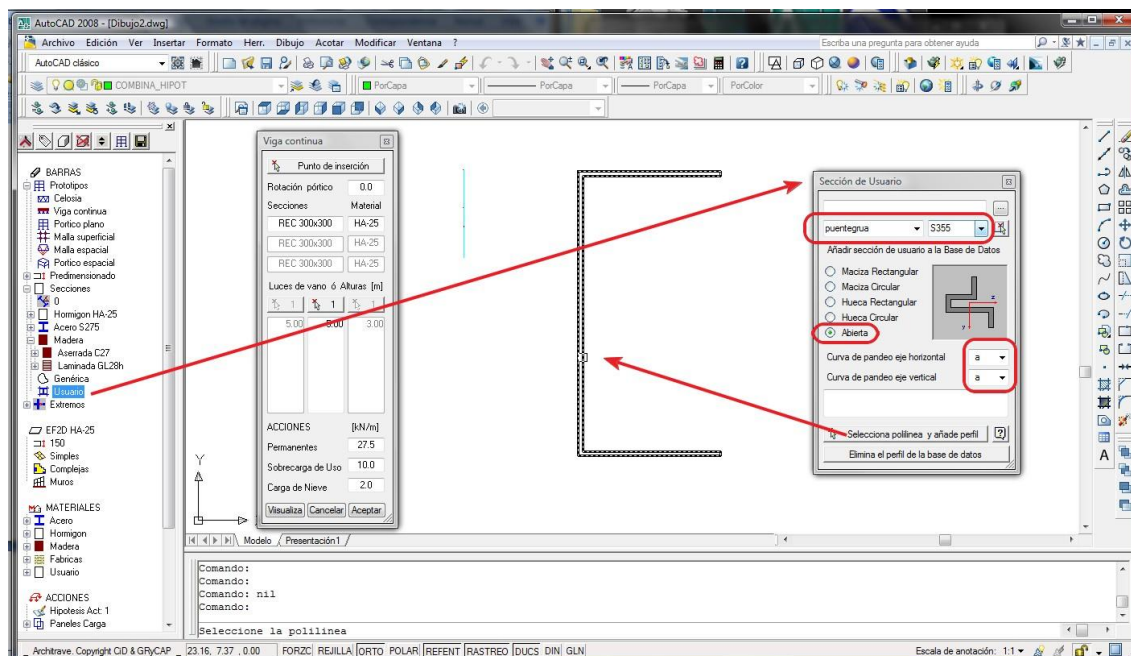 AutoCAD 2008 - [Dibujo2.dwg]
Archivo Edición Ver Insertar Formato Herr. Dibujo Acotar Modificar Ventana ?
Escriba una pregunta para obtener ayuda
AutoCAD clásico
COMBINA_HIPOT
PorCapa
PorCapa
PorCapa
PorColor
BARRAS
Prototipos
Celosia
Viga continua
Portico plano
Malla superficial
Malla espacial
Portico espacial
Predimensionado
Secciones
0
Hormigon HA-25
Acero S275
Madera
Aserrada C27
Laminada GL28h
Genérica
Usuario
Extremos
EF2D HA-25
150
Simples
Complejas
Muros
MATERIALES
Acero
Hormigon
Madera
Fabricas
Usuario
ACCIONES
Hipotesis Act: 1
Paneles Carga
Viga continua
Punto de inserción
Rotación pórtico 0.0
Secciones Material
REC 300x300 HA-25
REC 300x300 HA-25
REC 300x300 HA-25
Luces de vano ó Alturas [m]
1 1 1
5.00 5.00 3.00
ACCIONES [kN/m]
Permanentes 27.5
Sobrecarga de Uso 10.0
Carga de Nieve 2.0
Visualiza Cancelar Aceptar
Y
Sección de Usuario
...
puentegrua S355
Añadir sección de usuario a la Base de Datos
Maciza Rectangular
Maciza Circular
Hueca Rectangular
Hueca Circular
Abierta
z
y
Curva de pandeo eje horizontal a
Curva de pandeo eje vertical a
Selecciona polilinea y añade perfil
Elimina el perfil de la base de datos
A
Modelo Presentación1
Comando:
Comando:
Comando: nil
Comando:
Seleccione la polilinea
Architrave. Copyright CiD & GRyCAP
23.16, 7.37 , 0.00 FORZC REJILLA ORTO POLAR REFENT RASTREO DUCS DIN GLN
Escala de anotación: 1:1